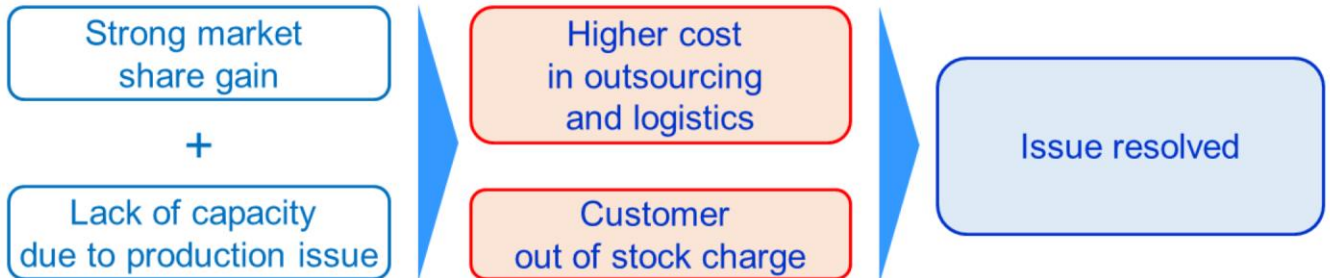 Strong market
share gain
+
Lack of capacity
due to production issue
Higher cost
in outsourcing
and logistics
Customer
out of stock charge
Issue resolved